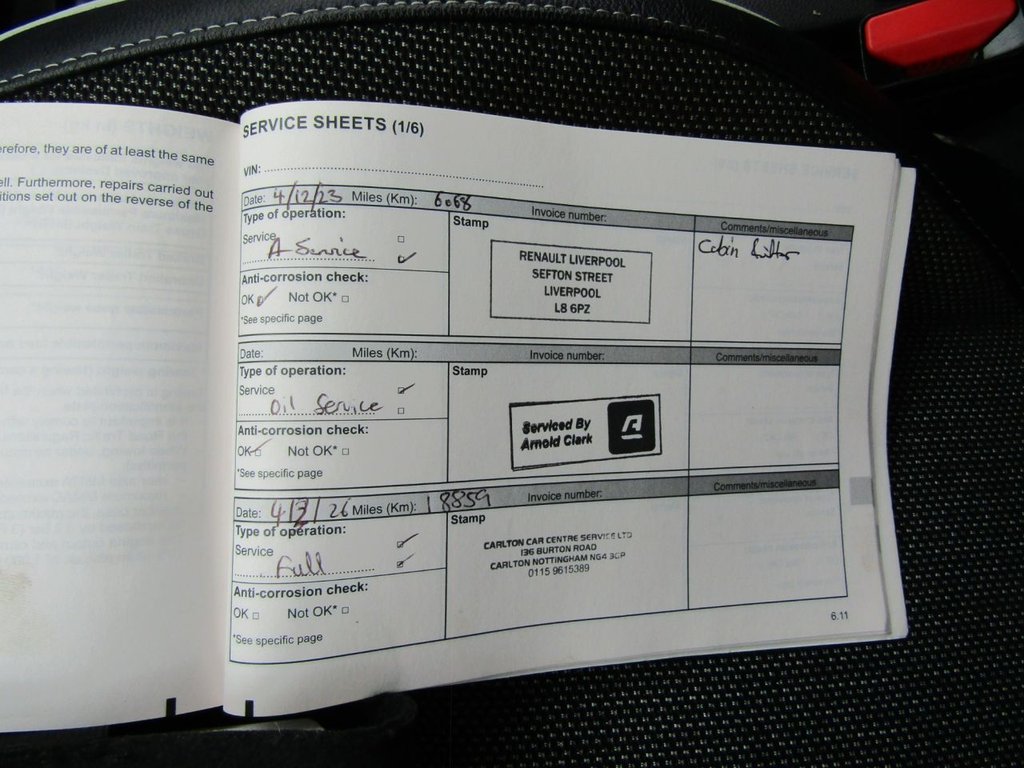 erefore, they are of at least the same
ell. Furthermore, repairs carried out
itions set out on the reverse of the
SERVICE SHEETS (1/6)
VIN:
Date: 4/12/23 Miles (Km): 6068 Invoice number: Comments/miscellaneous
Type of operation:
Service
A Service
Anti-corrosion check:
OK Not OK*
*See specific page
Stamp
RENAULT LIVERPOOL
SEFTON STREET
LIVERPOOL
L8 6PZ
Cabin
Date: Miles (Km): Invoice number: Comments/miscellaneous
Type of operation:
Service
Oil Service
Anti-corrosion check:
OK Not OK*
*See specific page
Stamp
Serviced By
Arnold Clark
Date: 4/3/26 Miles (Km): 18859 Invoice number: Comments/miscellaneous
Type of operation:
Service
Full
Anti-corrosion check:
OK Not OK*
*See specific page
Stamp
CARLTON CAR CENTRE SERVICE LTD
136 BURTON ROAD
CARLTON NOTTINGHAM NG4
0115 9615389
6.11